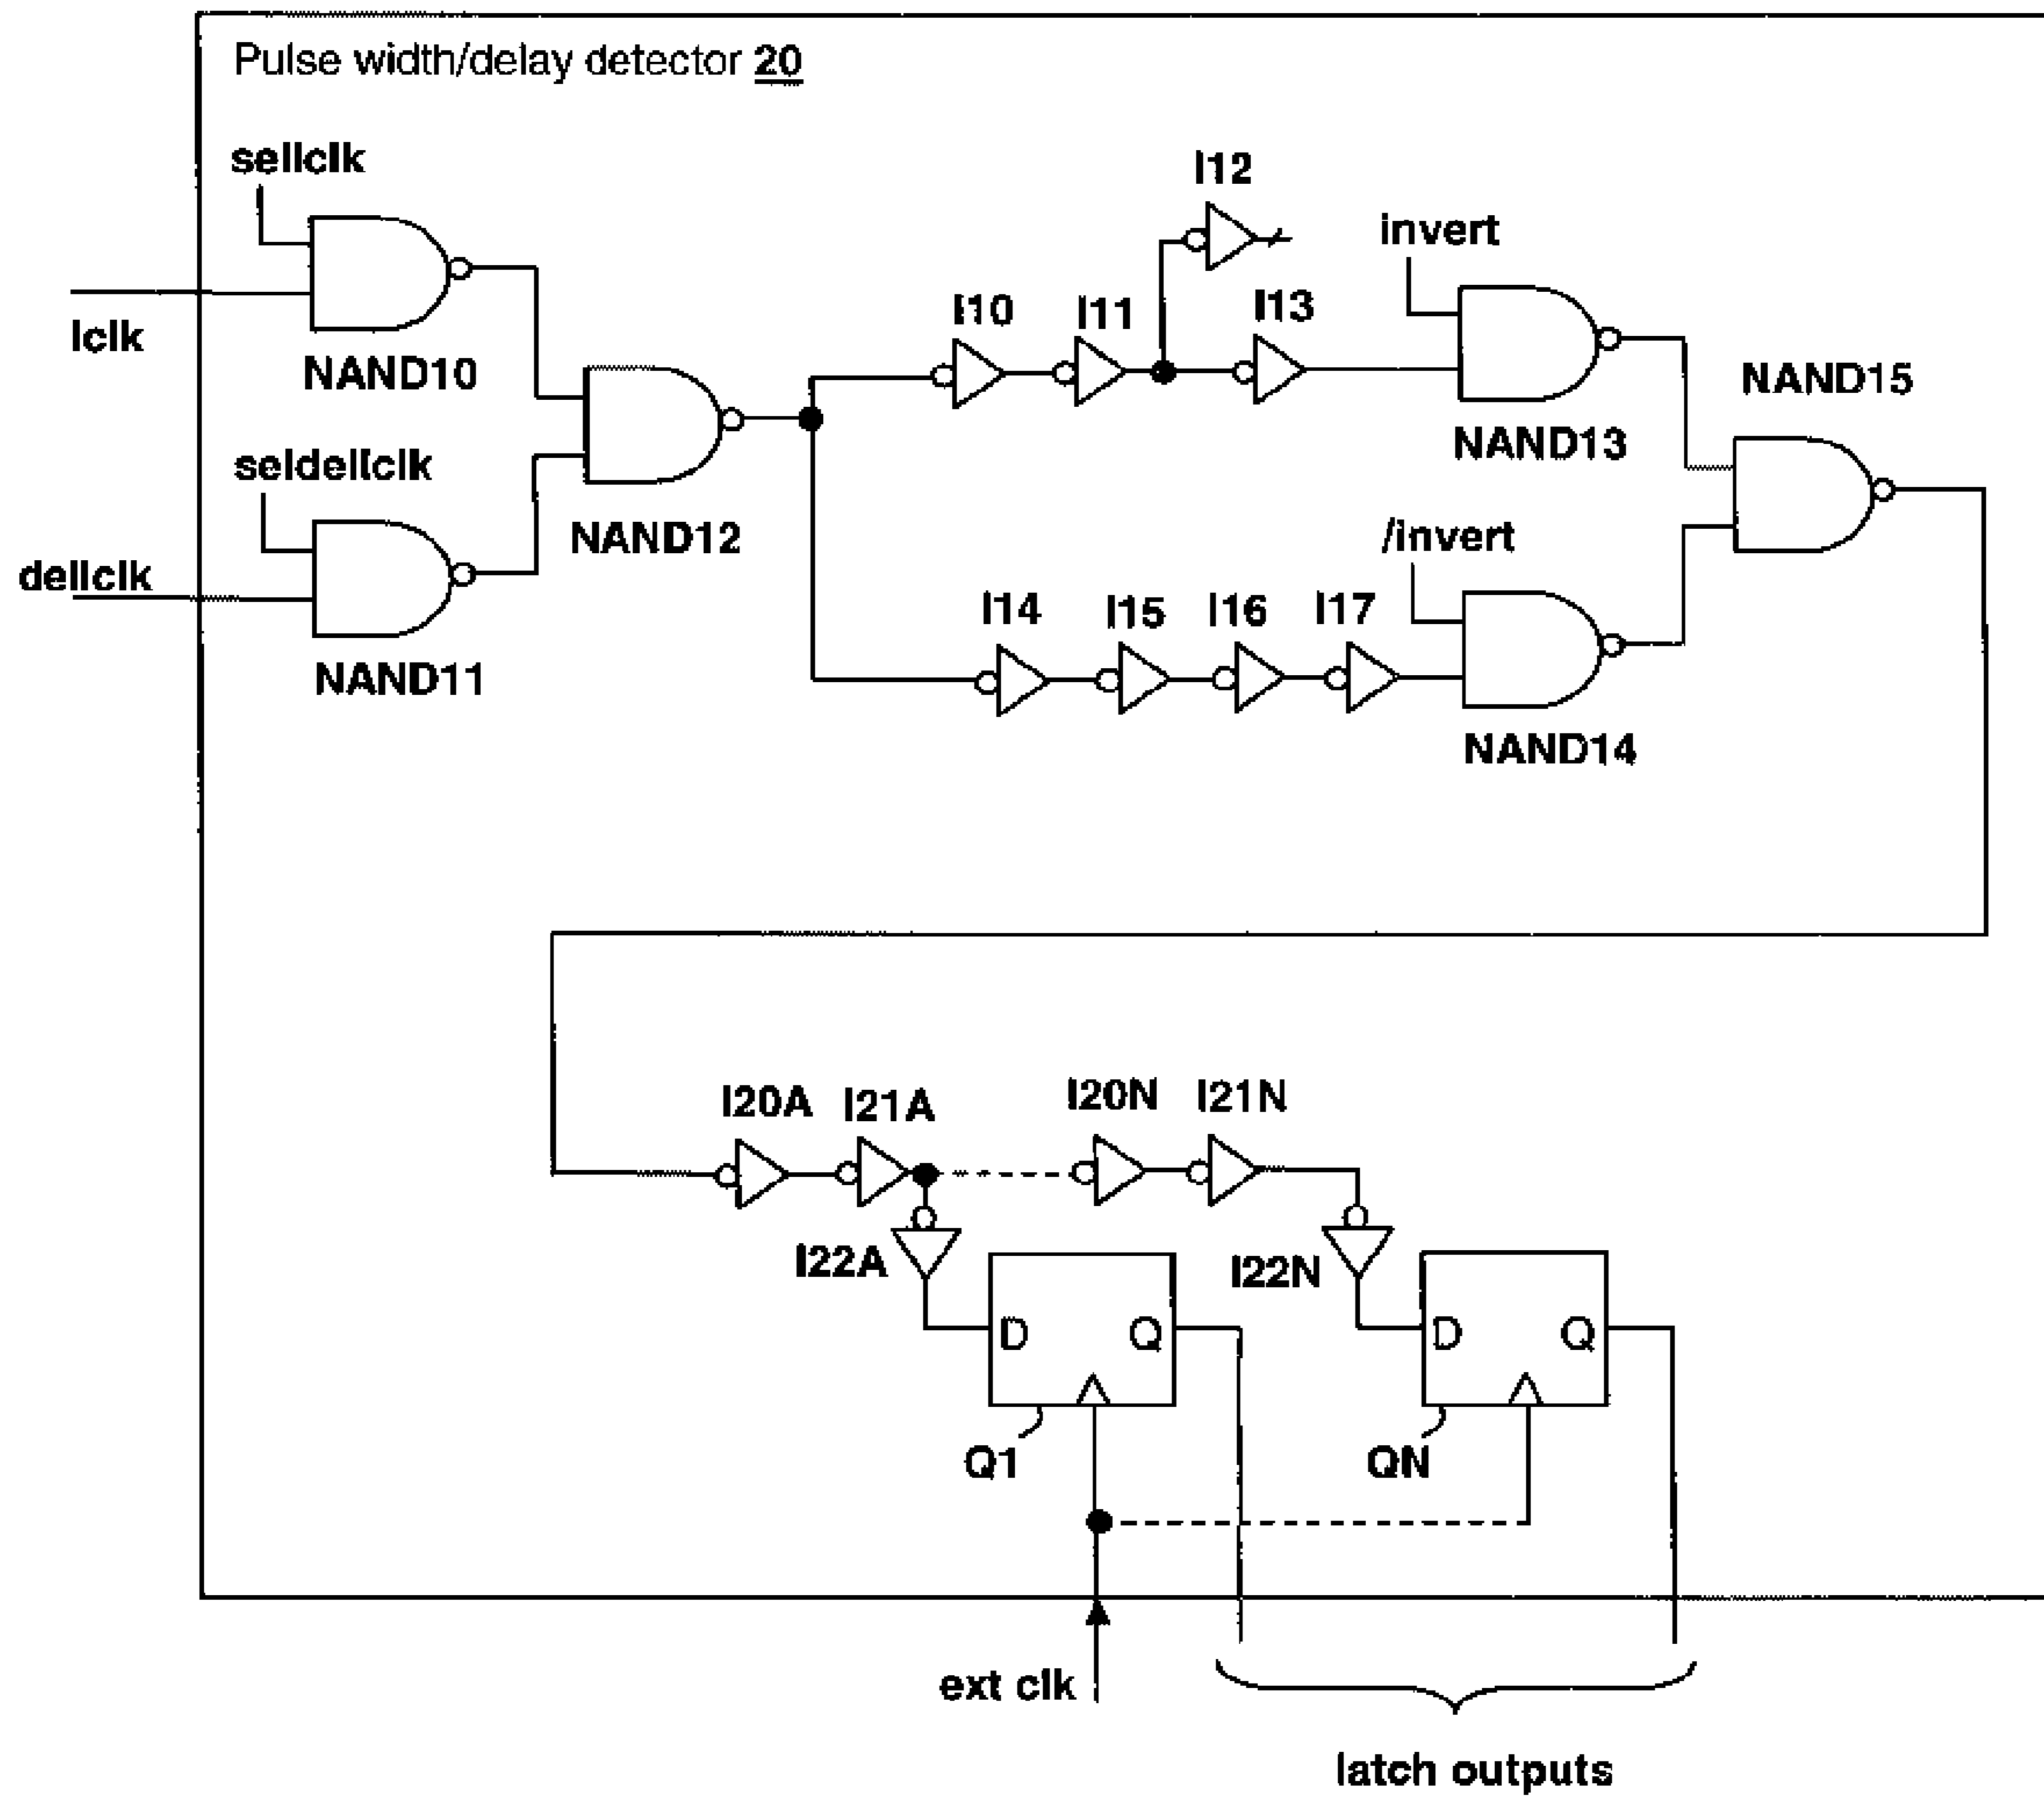 Pulse width/delay detector 20
sellclk
lclk
NAND10
seldellclk
dellclk
NAND11
NAND12
I10
I11
I12
I13
invert
NAND13
NAND15
I14
I15
I16
I17
/invert
NAND14
I20A
I21A
I20N
I21N
I22A
I22N
D
Q
D
Q
Q1
QN
ext clk
latch outputs